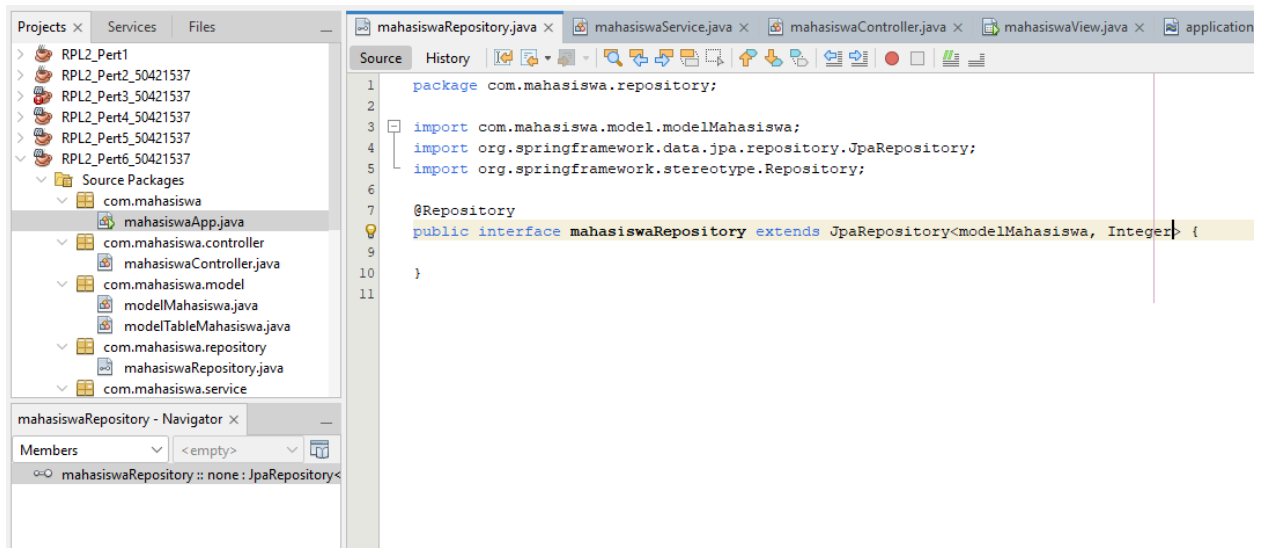 Projects × Services Files
RPL2_Pert1
RPL2_Pert2_50421537
RPL2_Pert3_50421537
RPL2_Pert4_50421537
RPL2_Pert5_50421537
RPL2_Pert6_50421537
Source Packages
com.mahasiswa
mahasiswaApp.java
com.mahasiswa.controller
mahasiswaController.java
com.mahasiswa.model
modelMahasiswa.java
modelTableMahasiswa.java
com.mahasiswa.repository
mahasiswaRepository.java
com.mahasiswa.service
mahasiswaRepository - Navigator ×
Members <empty>
mahasiswaRepository :: none : JpaRepository<
mahasiswaRepository.java × mahasiswaService.java × mahasiswaController.java × mahasiswaView.java × application
Source History
1 package com.mahasiswa.repository;
2
3 import com.mahasiswa.model.modelMahasiswa;
4 import org.springframework.data.jpa.repository.JpaRepository;
5 import org.springframework.stereotype.Repository;
6
7 @Repository
public interface mahasiswaRepository extends JpaRepository<modelMahasiswa, Integer> {
9
10 }
11